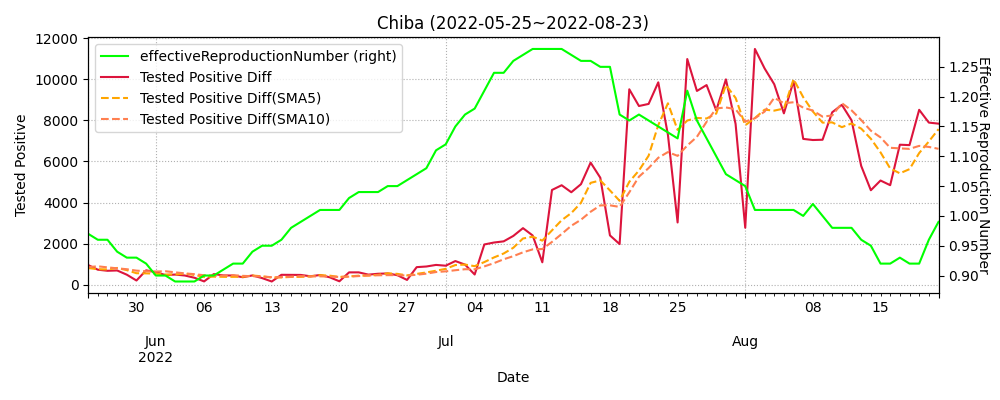 Chiba (2022-05-25~2022-08-23)
effectiveReproductionNumber (right)
Tested Positive Diff
Tested Positive Diff(SMA5)
Tested Positive Diff(SMA10)
Tested Positive
12000
10000
8000
6000
4000
2000
0
Effective Reproduction Number
1.25
1.20
1.15
1.10
1.05
1.00
0.95
0.90
30 06 13 20 27 04 11 18 25 08 15
Jun Jul Aug
2022
Date